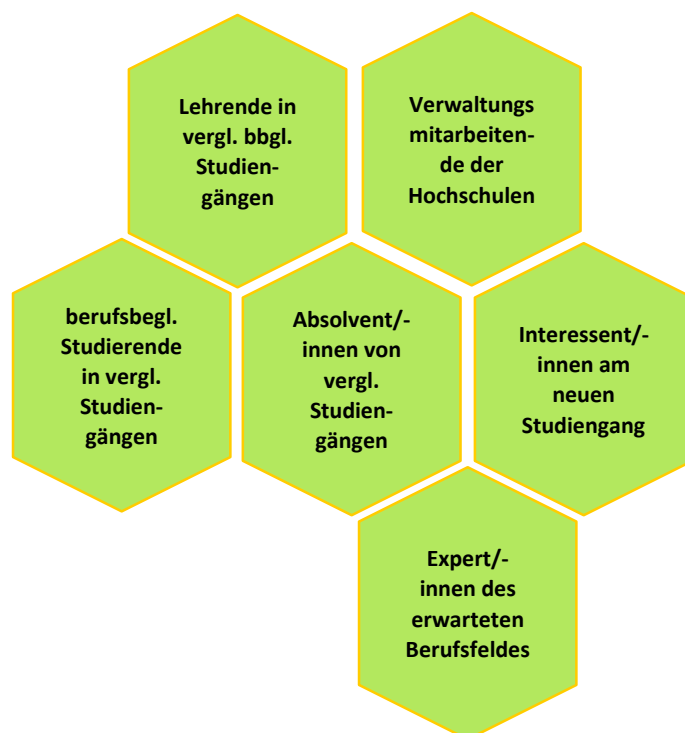 Lehrende in
vergl. bbgl.
Studien-
gängen
Verwaltungs
mitarbeiten-
de der
Hochschulen
berufsbegl.
Studierende
in vergl.
Studien-
gängen
Absolvent/-
innen von
vergl.
Studien-
gängen
Interessent/-
innen am
neuen
Studiengang
Expert/-
innen des
erwarteten
Berufsfeldes